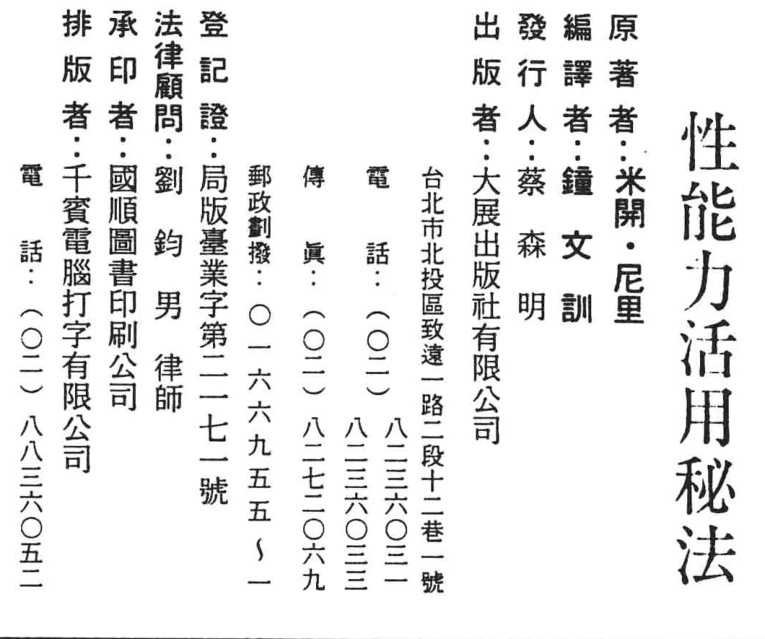 性能力活用秘法
原著者：米開・尼里
編譯者：鐘文訓
發行人：蔡森明
出版者：大展出版社有限公司
台北市北投區致遠一路二段十二巷一號
電話：（〇二）八二三六〇三一
八二三六〇三三
傳眞：（〇二）八二七二〇六九
郵政劃撥：〇一六六九五五～一
登記證：局版臺業字第二一七一號
法律顧問：劉鈞男 律師
承印者：國順圖書印刷公司
排版者：千賓電腦打字有限公司
電話：（〇二）八八三六〇五二